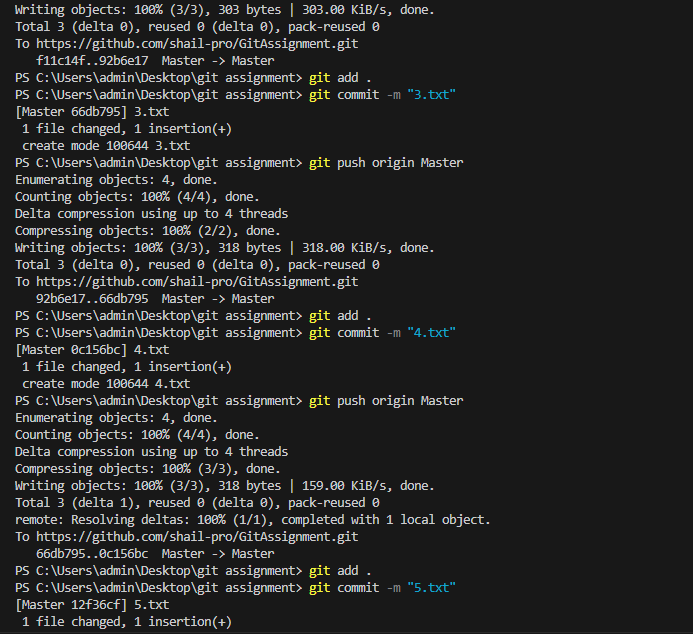 Writing objects: 100% (3/3), 303 bytes | 303.00 KiB/s, done.
Total 3 (delta 0), reused 0 (delta 0), pack-reused 0
To https://github.com/shail-pro/GitAssignment.git
   f11c14f..92b6e17  Master -> Master
PS C:\Users\admin\Desktop\git assignment> git add .
PS C:\Users\admin\Desktop\git assignment> git commit -m "3.txt"
[Master 66db795] 3.txt
 1 file changed, 1 insertion(+)
 create mode 100644 3.txt
PS C:\Users\admin\Desktop\git assignment> git push origin Master
Enumerating objects: 4, done.
Counting objects: 100% (4/4), done.
Delta compression using up to 4 threads
Compressing objects: 100% (2/2), done.
Writing objects: 100% (3/3), 318 bytes | 318.00 KiB/s, done.
Total 3 (delta 0), reused 0 (delta 0), pack-reused 0
To https://github.com/shail-pro/GitAssignment.git
   92b6e17..66db795  Master -> Master
PS C:\Users\admin\Desktop\git assignment> git add .
PS C:\Users\admin\Desktop\git assignment> git commit -m "4.txt"
[Master 0c156bc] 4.txt
 1 file changed, 1 insertion(+)
 create mode 100644 4.txt
PS C:\Users\admin\Desktop\git assignment> git push origin Master
Enumerating objects: 4, done.
Counting objects: 100% (4/4), done.
Delta compression using up to 4 threads
Compressing objects: 100% (3/3), done.
Writing objects: 100% (3/3), 318 bytes | 159.00 KiB/s, done.
Total 3 (delta 1), reused 0 (delta 0), pack-reused 0
remote: Resolving deltas: 100% (1/1), completed with 1 local object.
To https://github.com/shail-pro/GitAssignment.git
   66db795..0c156bc  Master -> Master
PS C:\Users\admin\Desktop\git assignment> git add .
PS C:\Users\admin\Desktop\git assignment> git commit -m "5.txt"
[Master 12f36cf] 5.txt
 1 file changed, 1 insertion(+)